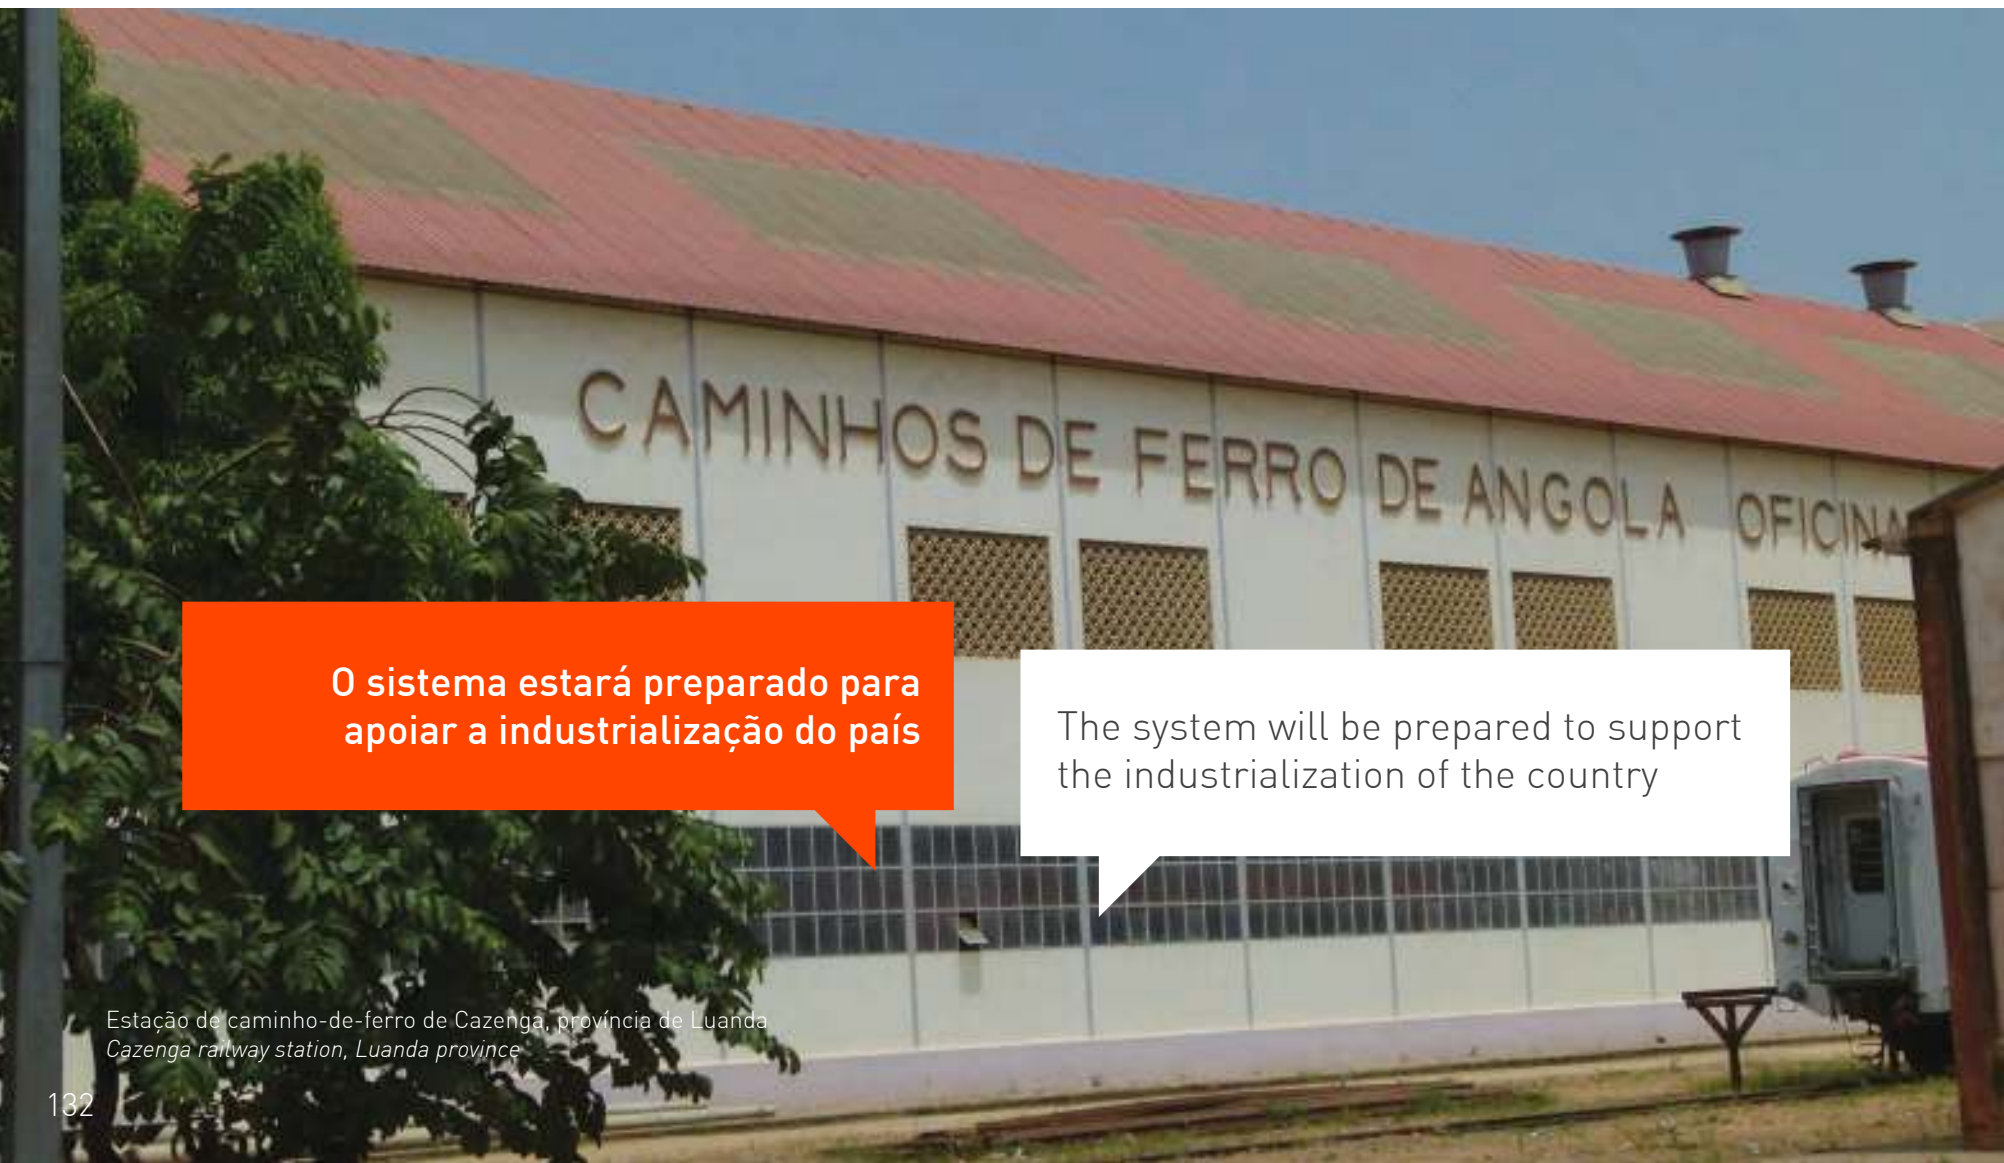 CAMINHOS DE FERRO DE ANGOLA OFICINA
O sistema estará preparado para
apoiar a industrialização do país
The system will be prepared to support
the industrialization of the country
Estação de caminho-de-ferro de Cazenga, província de Luanda
Cazenga railway station, Luanda province
132